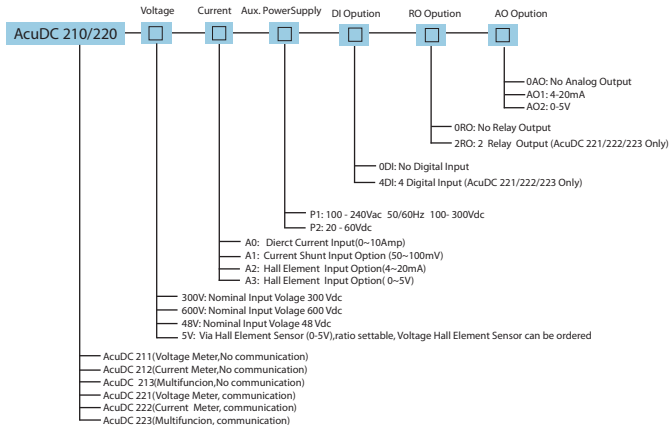 Voltage Current Aux. PowerSupply DI Opution RO Opution AO Opution
AcuDC 210/220
0AO: No Analog Output
AO1: 4-20mA
AO2: 0-5V
0RO: No Relay Output
2RO: 2 Relay Output (AcuDC 221/222/223 Only)
0DI: No Digital Input
4DI: 4 Digital Input (AcuDC 221/222/223 Only)
P1: 100 - 240Vac 50/60Hz 100- 300Vdc
P2: 20 - 60Vdc
A0: Dierct Current Input(0~10Amp)
A1: Current Shunt Input Option (50~100mV)
A2: Hall Element Input Option(4~20mA)
A3: Hall Element Input Option( 0~5V)
300V: Nominal Input Volage 300 Vdc
600V: Nominal Input Volage 600 Vdc
48V: Nominal Input Volage 48 Vdc
5V: Via Hall Element Sensor (0-5V),ratio settable, Voltage Hall Element Sensor can be ordered
AcuDC 211(Voltage Meter,No communication)
AcuDC 212(Current Meter,No communication)
AcuDC 213(Multifuncion,No communication)
AcuDC 221(Voltage Meter, communication)
AcuDC 222(Current Meter, communication)
AcuDC 223(Multifuncion, communication)